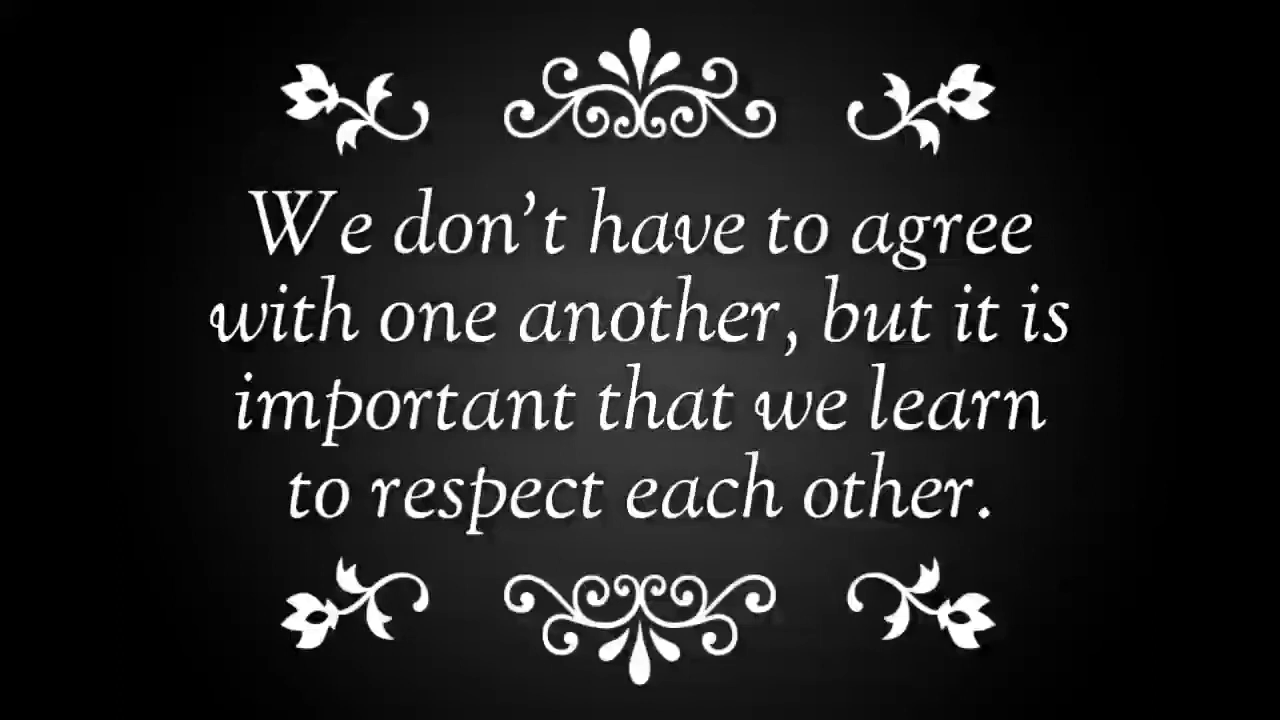 We don't have to agree
with one another, but it is
important that we learn
to respect each other.